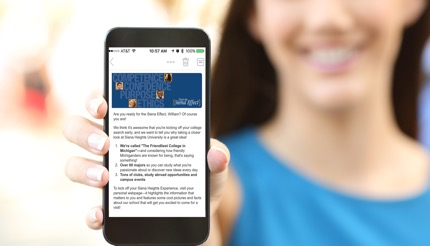 AT&T 10:57 AM 100%
COMPETENCE
CONFIDENCE
PURPOSE
ETHICS
Siena Effect
Are you ready for the Siena Effect, William? Of course
you are!
We think it's awesome that you're kicking off your college
search early, and we want to tell you why taking a closer
look at Siena Heights University is a great idea!
1. We're called "The Friendliest College in
Michigan"—and considering how friendly
Michiganders are known for being, that's saying
something!
2. Over 60 majors so you can study what you're
passionate about or discover new ideas every day.
3. Tons of clubs, study abroad opportunities and
campus events
To kick off your Siena Heights Experience, visit your
personal webpage—it highlights the information that
matters to you and features some cool pictures and facts
about our school that will get you excited to come for a
visit!